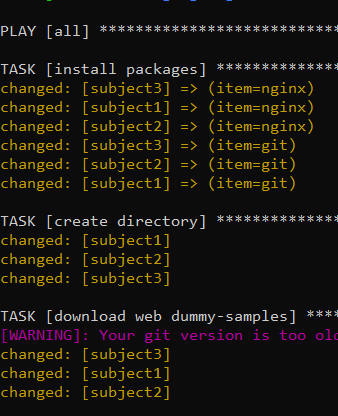 PLAY [all] ***************************
TASK [install packages] **************
changed: [subject3] => (item=nginx)
changed: [subject1] => (item=nginx)
changed: [subject2] => (item=nginx)
changed: [subject3] => (item=git)
changed: [subject2] => (item=git)
changed: [subject1] => (item=git)
TASK [create directory] **************
changed: [subject1]
changed: [subject2]
changed: [subject3]
TASK [download web dummy-samples] ****
[WARNING]: Your git version is too old
changed: [subject3]
changed: [subject1]
changed: [subject2]